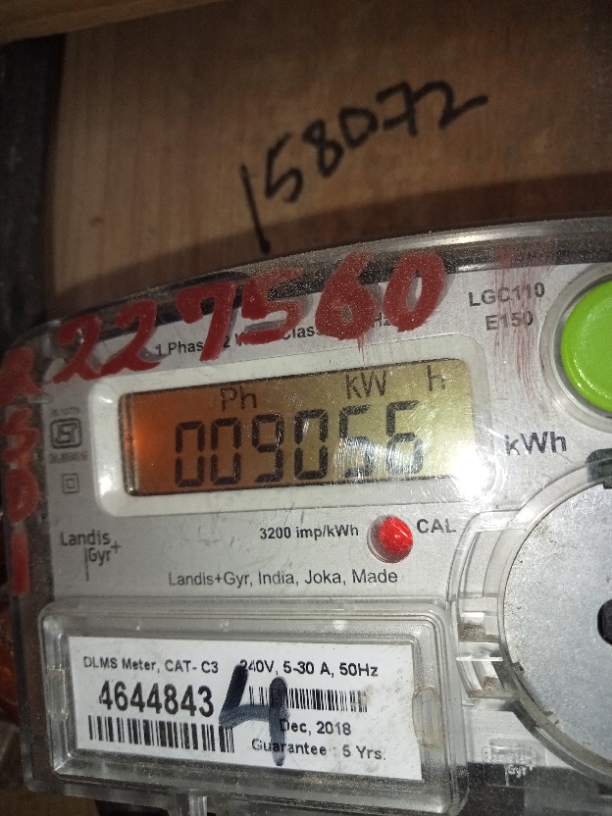 158072
227560
LGC110
E150
1 Phase 2 W
Ph kW h
009056
kWh
3200 imp/kWh CAL
Landis
Gyr+
Landis+Gyr, India, Joka, Made
DLMS Meter, CAT- C3 240V, 5-30 A, 50Hz
4644843
4
Dec, 2018
Guarantee : 5 Yrs.